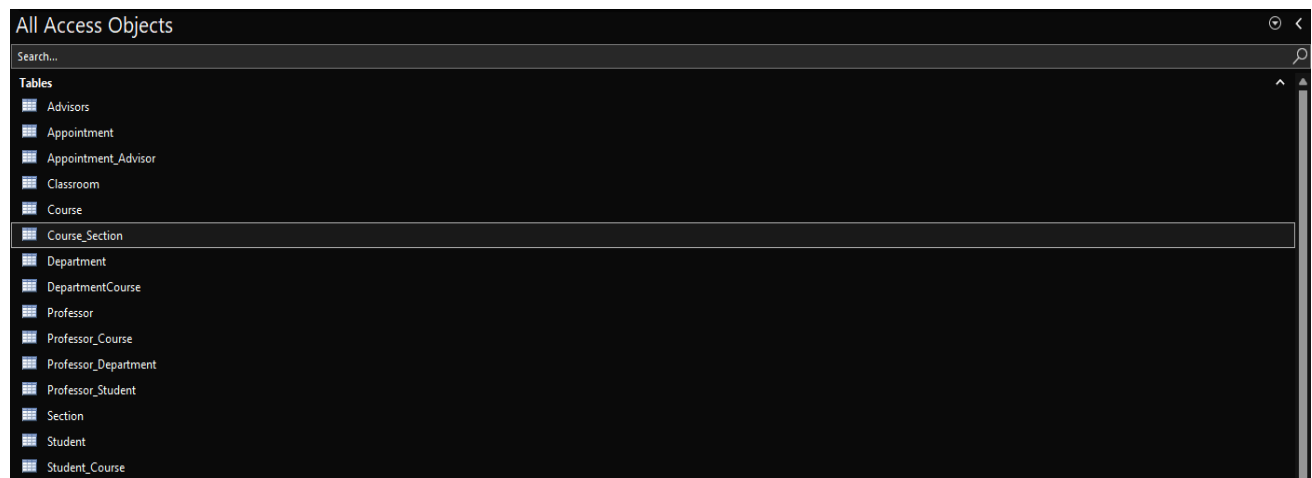 All Access Objects
Search...
Tables
Advisors
Appointment
Appointment_Advisor
Classroom
Course
Course_Section
Department
DepartmentCourse
Professor
Professor_Course
Professor_Department
Professor_Student
Section
Student
Student_Course